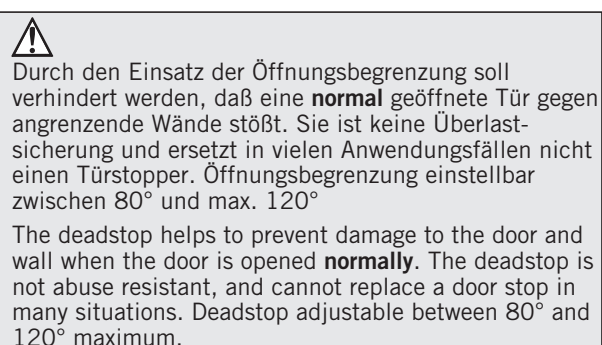 Durch den Einsatz der Öffnungsbegrenzung soll
verhindert werden, daß eine normal geöffnete Tür gegen
angrenzende Wände stößt. Sie ist keine Überlast-
sicherung und ersetzt in vielen Anwendungsfällen nicht
einen Türstopper. Öffnungsbegrenzung einstellbar
zwischen 80° und max. 120°
The deadstop helps to prevent damage to the door and
wall when the door is opened normally. The deadstop is
not abuse resistant, and cannot replace a door stop in
many situations. Deadstop adjustable between 80° and
120° maximum.